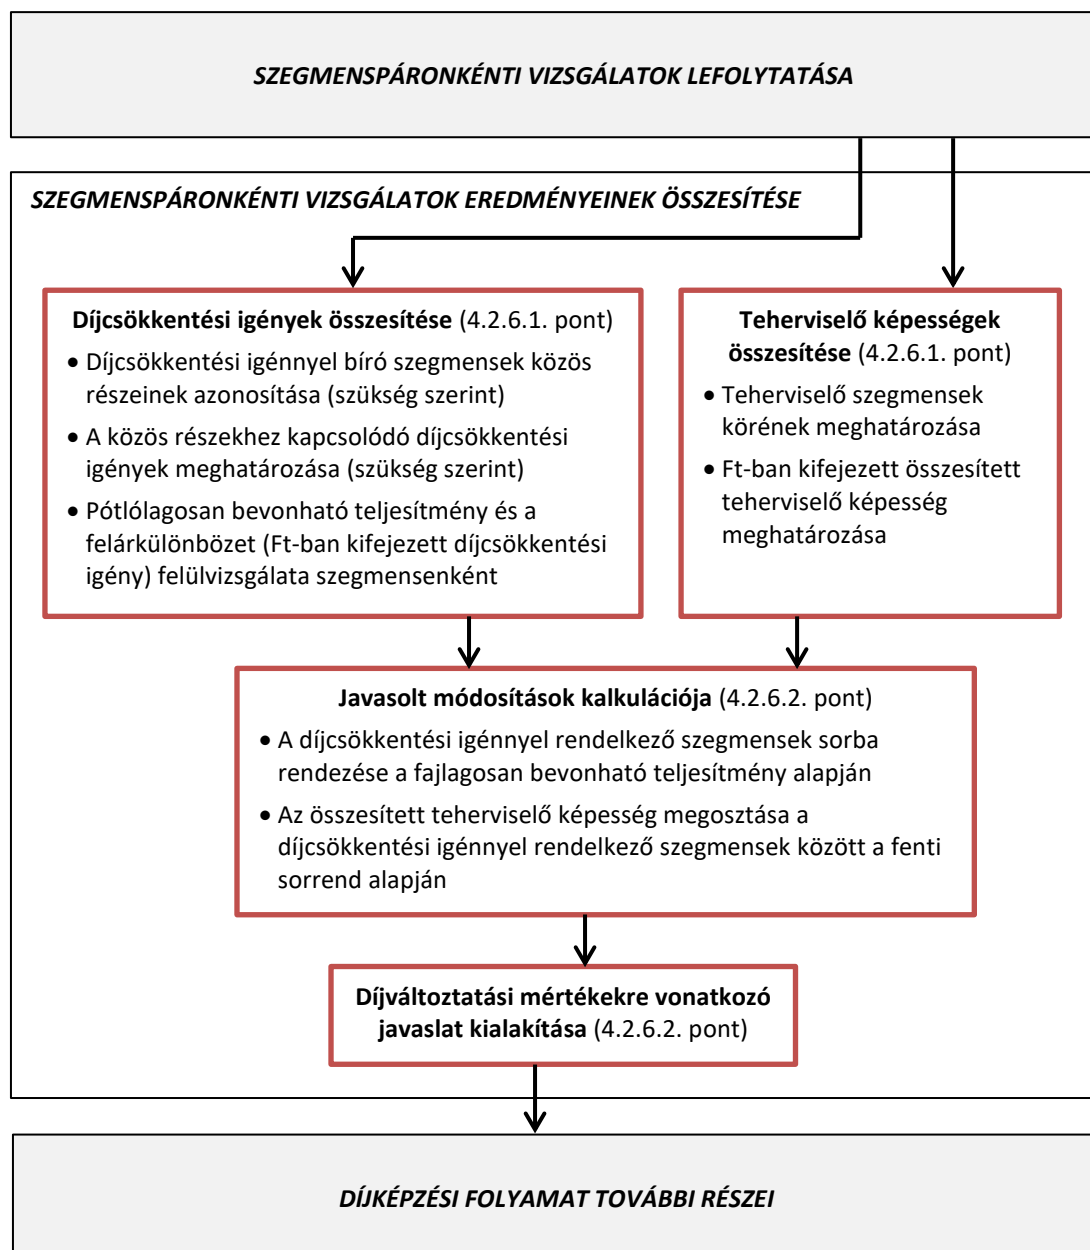 SZEGMENSPÁRONKÉNTI VIZSGÁLATOK LEFOLYTATÁSA
SZEGMENSPÁRONKÉNTI VIZSGÁLATOK EREDMÉNYEINEK ÖSSZESÍTÉSE
Díjcsökkentési igények összesítése (4.2.6.1. pont)
• Díjcsökkentési igénnyel bíró szegmensek közös
részeinek azonosítása (szükség szerint)
• A közös részekhez kapcsolódó díjcsökkentési
igények meghatározása (szükség szerint)
• Pótlólagosan bevonható teljesítmény és a
felárkülönbözet (Ft-ban kifejezett díjcsökkentési
igény) felülvizsgálata szegmensenként
Teherviselő képességek
összesítése (4.2.6.1. pont)
• Teherviselő szegmensek
körének meghatározása
• Ft-ban kifejezett összesített
teherviselő képesség
meghatározása
Javasolt módosítások kalkulációja (4.2.6.2. pont)
• A díjcsökkentési igénnyel rendelkező szegmensek sorba
rendezése a fajlagosan bevonható teljesítmény alapján
• Az összesített teherviselő képesség megosztása a
díjcsökkentési igénnyel rendelkező szegmensek között a fenti
sorrend alapján
Díjváltoztatási mértékekre vonatkozó
javaslat kialakítása (4.2.6.2. pont)
DÍJKÉPZÉSI FOLYAMAT TOVÁBBI RÉSZEI